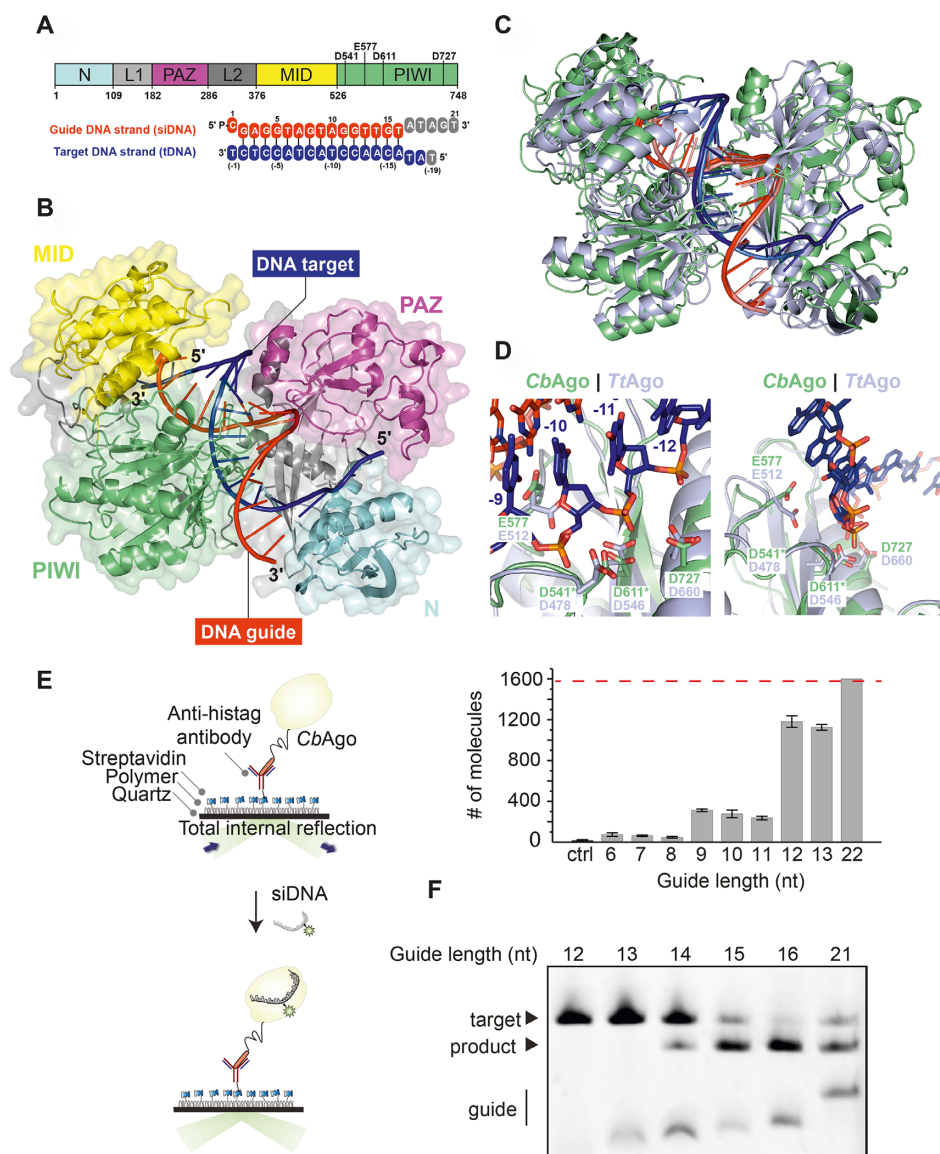 A
E577
D541 D611 D727
N L1 PAZ L2 MID PIWI
1 109 182 286 376 526 748
1 5 10 15 21
Guide DNA strand (siDNA) 5' P- C G A G G T A G T A G G T T G T A T A G T 3'
Target DNA strand (tDNA) 3' T C T C C A T C A T C C A A C A T A T 5'
(-1) (-5) (-10) (-15) (-19)
B
MID
DNA target
PAZ
5'
3'
5'
3'
PIWI
N
DNA guide
C
D
CbAgo | TtAgo
-11
-10
-12
-9
E577
E512
D541*
D478
D611*
D546
D727
D660
CbAgo | TtAgo
E577
E512
D541*
D478
D727
D660
D611*
D546
E
Anti-histag
antibody
CbAgo
Streptavidin
Polymer
Quartz
Total internal reflection
siDNA
# of molecules
1600
1200
800
400
0
ctrl 6 7 8 9 10 11 12 13 22
Guide length (nt)
F
Guide length (nt) 12 13 14 15 16 21
target
product
guide